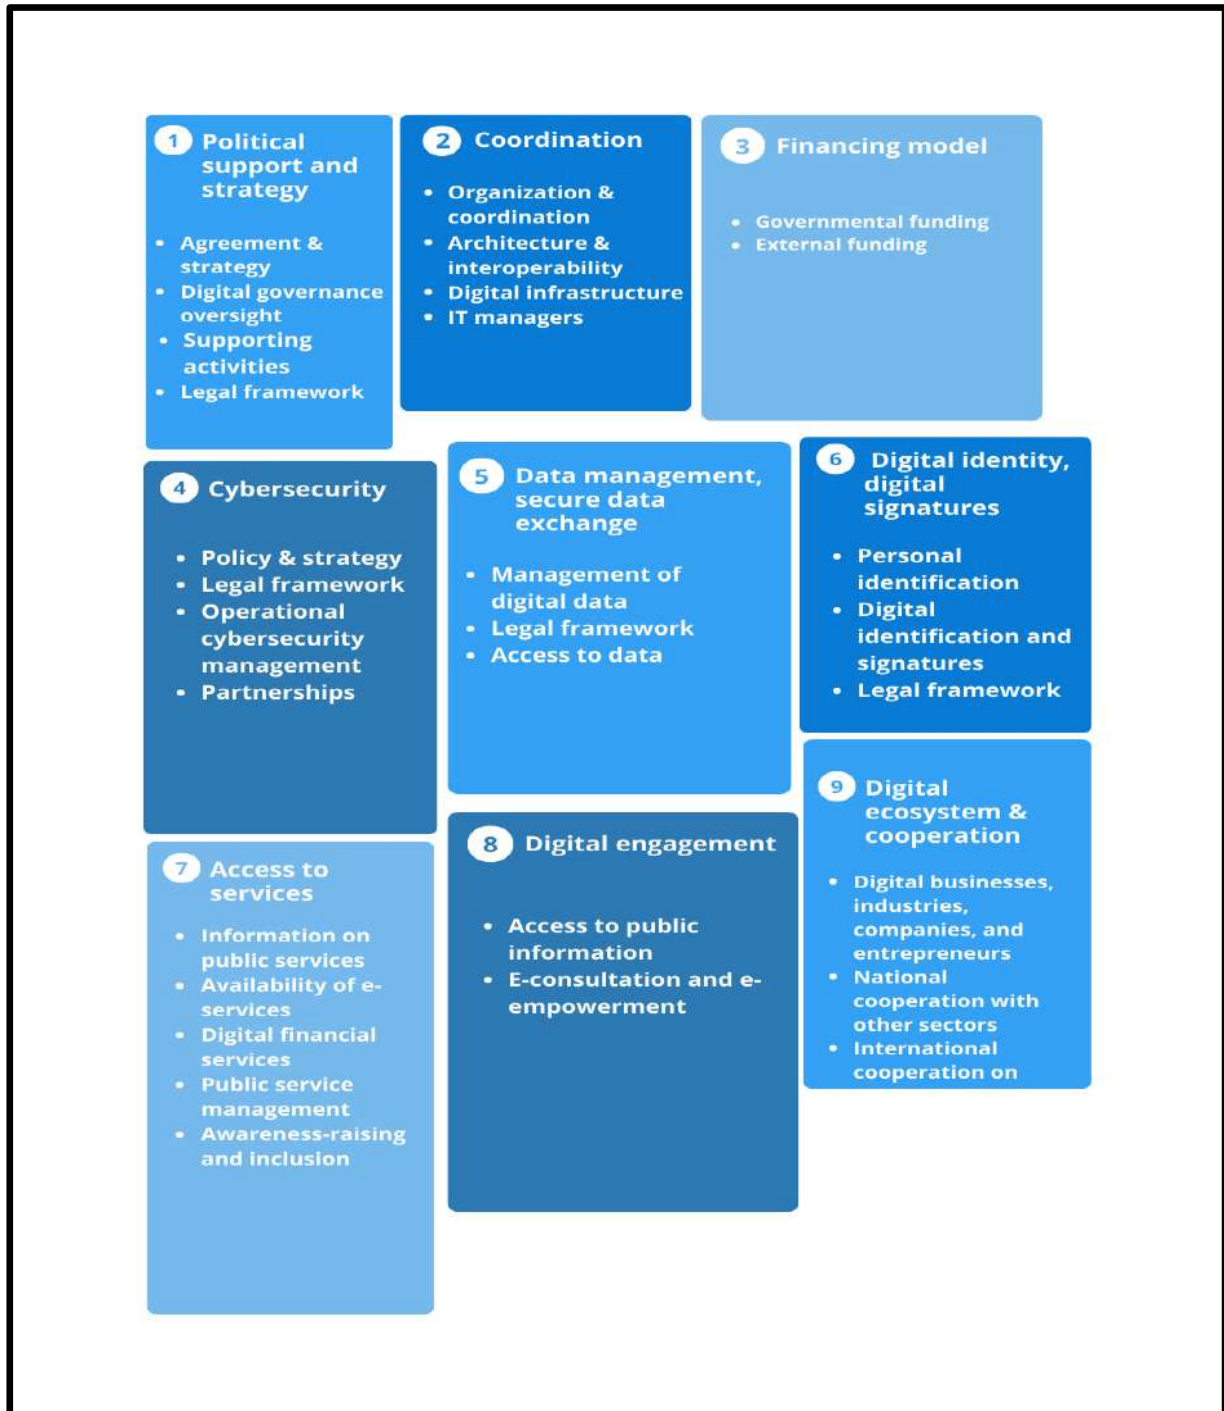 1 Political
support and
strategy
• Agreement &
strategy
• Digital governance
oversight
• Supporting
activities
• Legal framework
2 Coordination
• Organization &
coordination
• Architecture &
interoperability
• Digital infrastructure
• IT managers
3 Financing model
• Governmental funding
• External funding
4 Cybersecurity
• Policy & strategy
• Legal framework
• Operational
cybersecurity
management
• Partnerships
5 Data management,
secure data
exchange
• Management of
digital data
• Legal framework
• Access to data
6 Digital identity,
digital
signatures
• Personal
identification
• Digital
identification and
signatures
• Legal framework
7 Access to
services
• Information on
public services
• Availability of e-
services
• Digital financial
services
• Public service
management
• Awareness-raising
and inclusion
8 Digital engagement
• Access to public
information
• E-consultation and e-
empowerment
9 Digital
ecosystem &
cooperation
• Digital businesses,
industries,
companies, and
entrepreneurs
• National
cooperation with
other sectors
• International
cooperation on